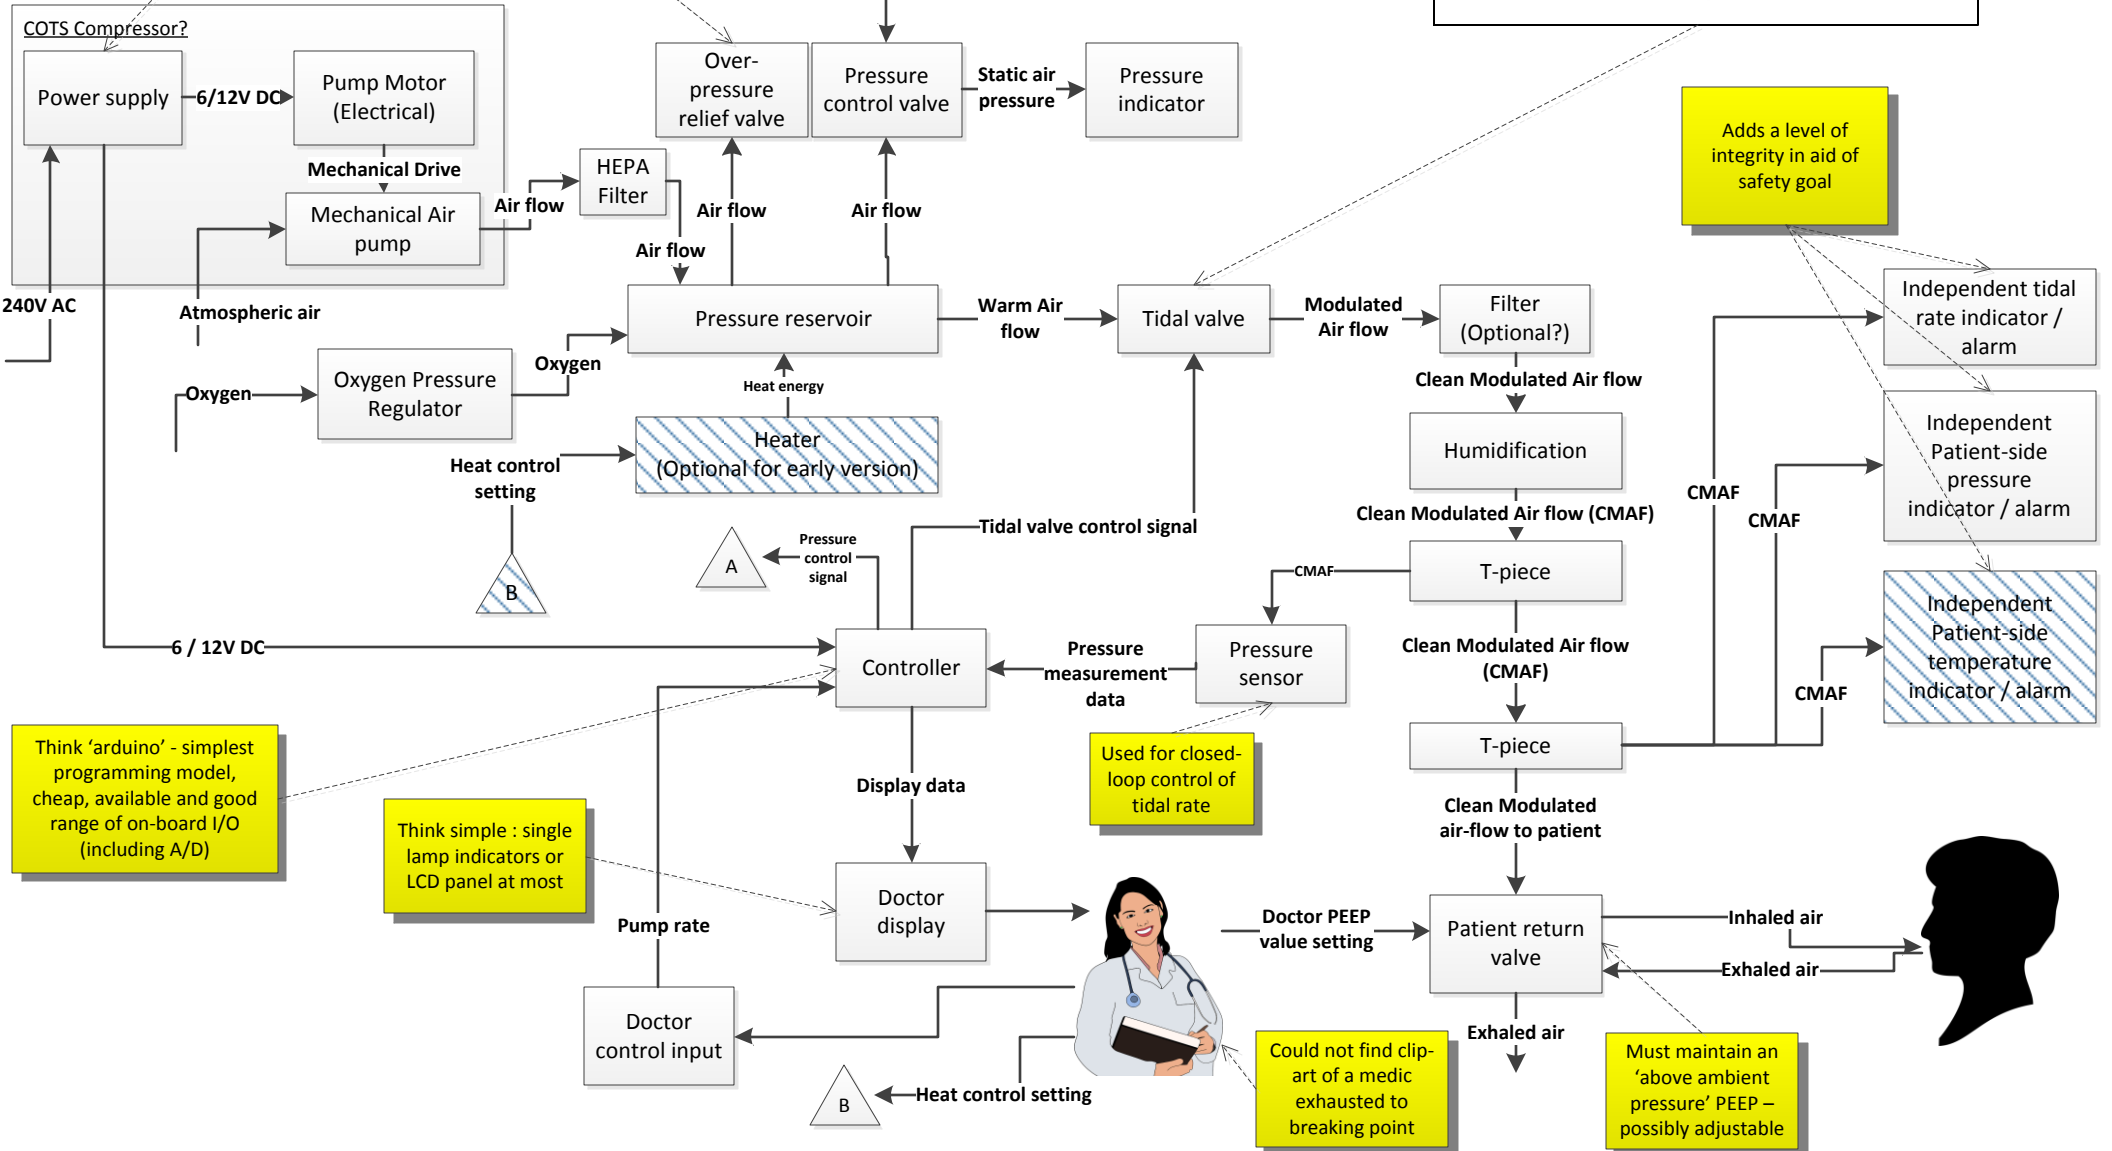 COTS Compressor?
Power supply
6/12V DC
Pump Motor
(Electrical)
Mechanical Drive
Mechanical Air
pump
Air flow
HEPA
Filter
Air flow
Over-
pressure
relief valve
Air flow
Pressure
control valve
Air flow
Static air
pressure
Pressure
indicator
Adds a level of
integrity in aid of
safety goal
240V AC
Atmospheric air
Oxygen
Oxygen Pressure
Regulator
Oxygen
Pressure reservoir
Heat energy
Heater
(Optional for early version)
Heat control
setting
B
Warm Air
flow
Tidal valve
Modulated
Air flow
Filter
(Optional?)
Clean Modulated Air flow
Humidification
Clean Modulated Air flow (CMAF)
T-piece
CMAF
Clean Modulated Air flow
(CMAF)
T-piece
CMAF
CMAF
CMAF
Independent tidal
rate indicator /
alarm
Independent
Patient-side
pressure
indicator / alarm
Independent
Patient-side
temperature
indicator / alarm
A
Pressure
control
signal
Tidal valve control signal
6 / 12V DC
Controller
Pressure
measurement
data
Pressure
sensor
Used for closed-
loop control of
tidal rate
Think ‘arduino’ - simplest
programming model,
cheap, available and good
range of on-board I/O
(including A/D)
Think simple : single
lamp indicators or
LCD panel at most
Display data
Doctor
display
Pump rate
Doctor
control input
B
Heat control setting
Doctor PEEP
value setting
Clean Modulated
air-flow to patient
Patient return
valve
Inhaled air
Exhaled air
Exhaled air
Could not find clip-
art of a medic
exhausted to
breaking point
Must maintain an
‘above ambient
pressure’ PEEP –
possibly adjustable